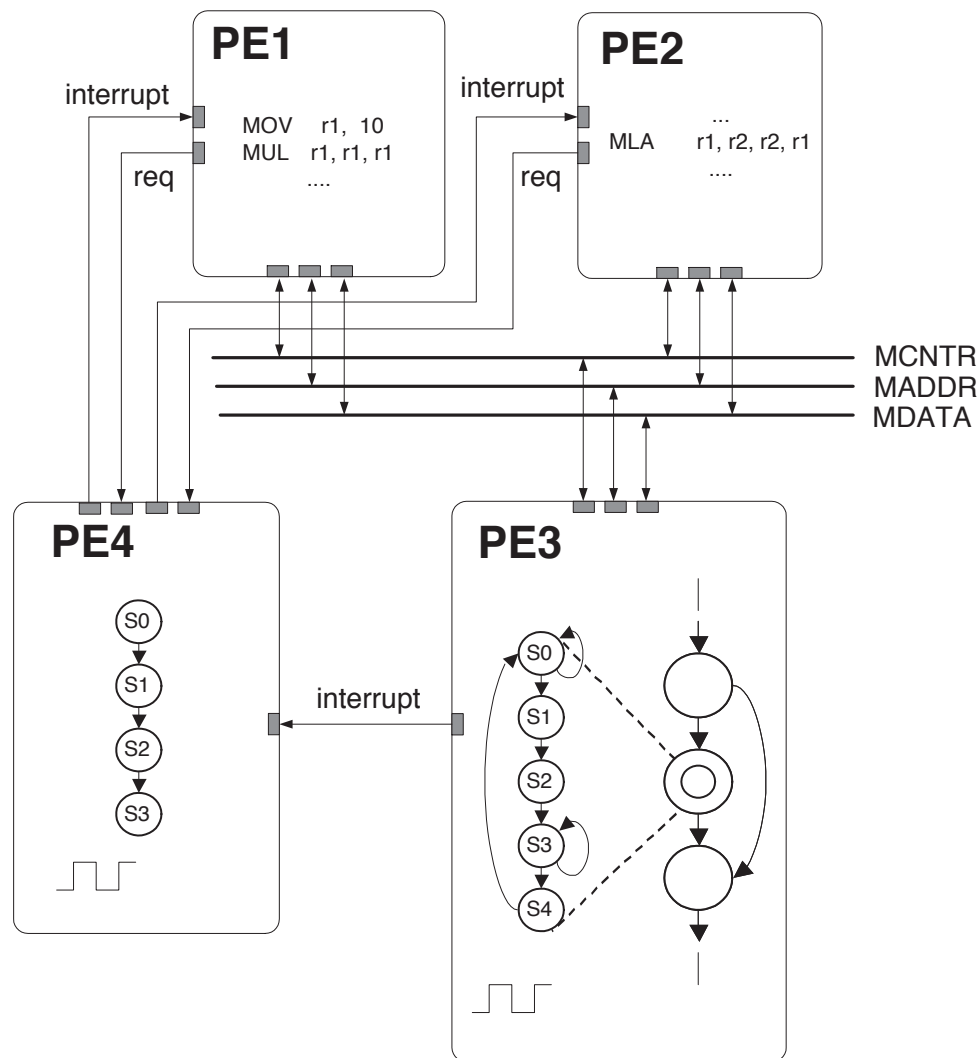 PE1
PE2
interrupt
interrupt
MOV r1, 10
MUL r1, r1, r1
....
...
MLA r1, r2, r2, r1
....
req
req
MCNTR
MADDR
MDATA
PE4
PE3
S0
S1
S2
S3
interrupt
S0
S1
S2
S3
S4